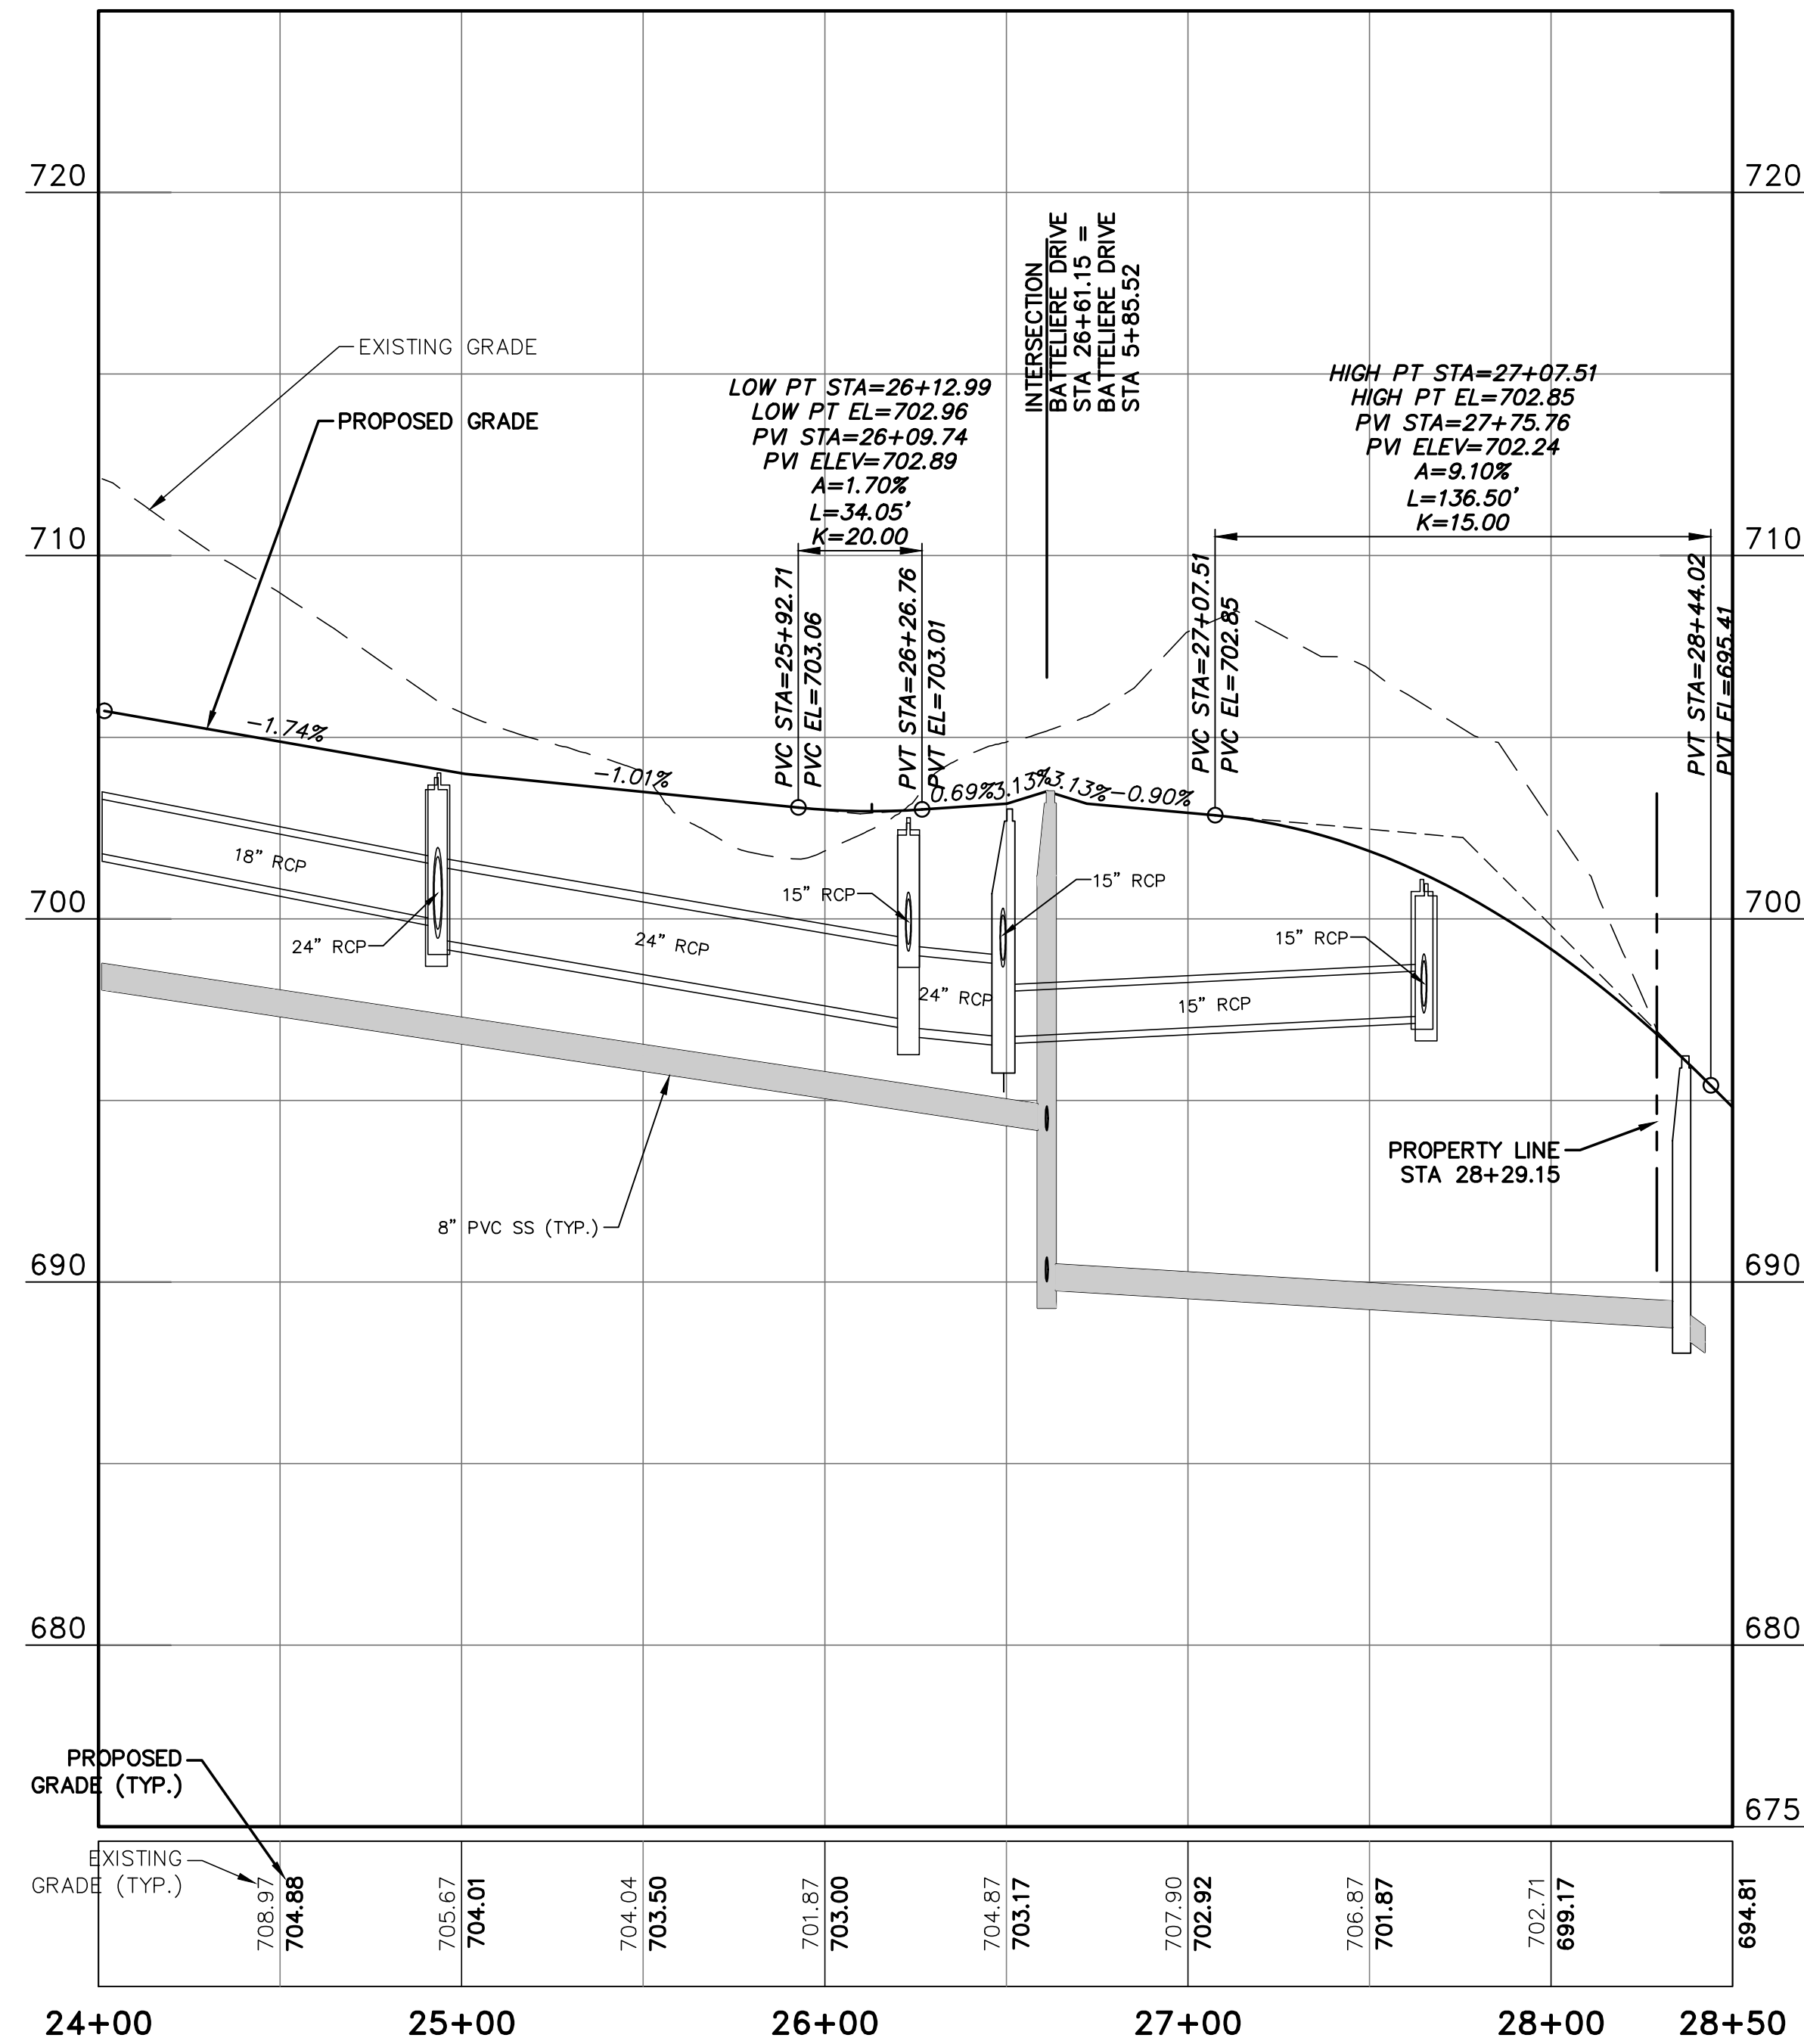 720
720
INTERSECTION
BATTELIERE DRIVE
STA 26+61.15 =
BATTELIERE DRIVE
STA 5+85.52
EXISTING GRADE
PROPOSED GRADE
LOW PT STA=26+12.99
LOW PT EL=702.96
PVI STA=26+09.74
PVI ELEV=702.89
A=1.70%
L=34.05'
K=20.00
HIGH PT STA=27+07.51
HIGH PT EL=702.85
PVI STA=27+75.76
PVI ELEV=702.24
A=9.10%
L=136.50'
K=15.00
710
710
PVC STA=25+92.71
PVC EL=703.06
PVT STA=26+26.76
PVT EL=703.01
PVC STA=27+07.51
PVC EL=702.85
PVT STA=28+44.02
PVT EL=695.41
-1.74%
-1.01%
0.69%
3.13%
-3.13%
-0.90%
18" RCP
24" RCP
24" RCP
15" RCP
24" RCP
15" RCP
15" RCP
15" RCP
700
700
PROPERTY LINE
STA 28+29.15
8" PVC SS (TYP.)
690
690
680
680
675
PROPOSED
GRADE (TYP.)
EXISTING
GRADE (TYP.)
708.97
704.88
705.67
704.01
704.04
703.50
701.87
703.00
704.87
703.17
707.90
702.92
706.87
701.87
702.71
699.17
694.81
24+00
25+00
26+00
27+00
28+00
28+50